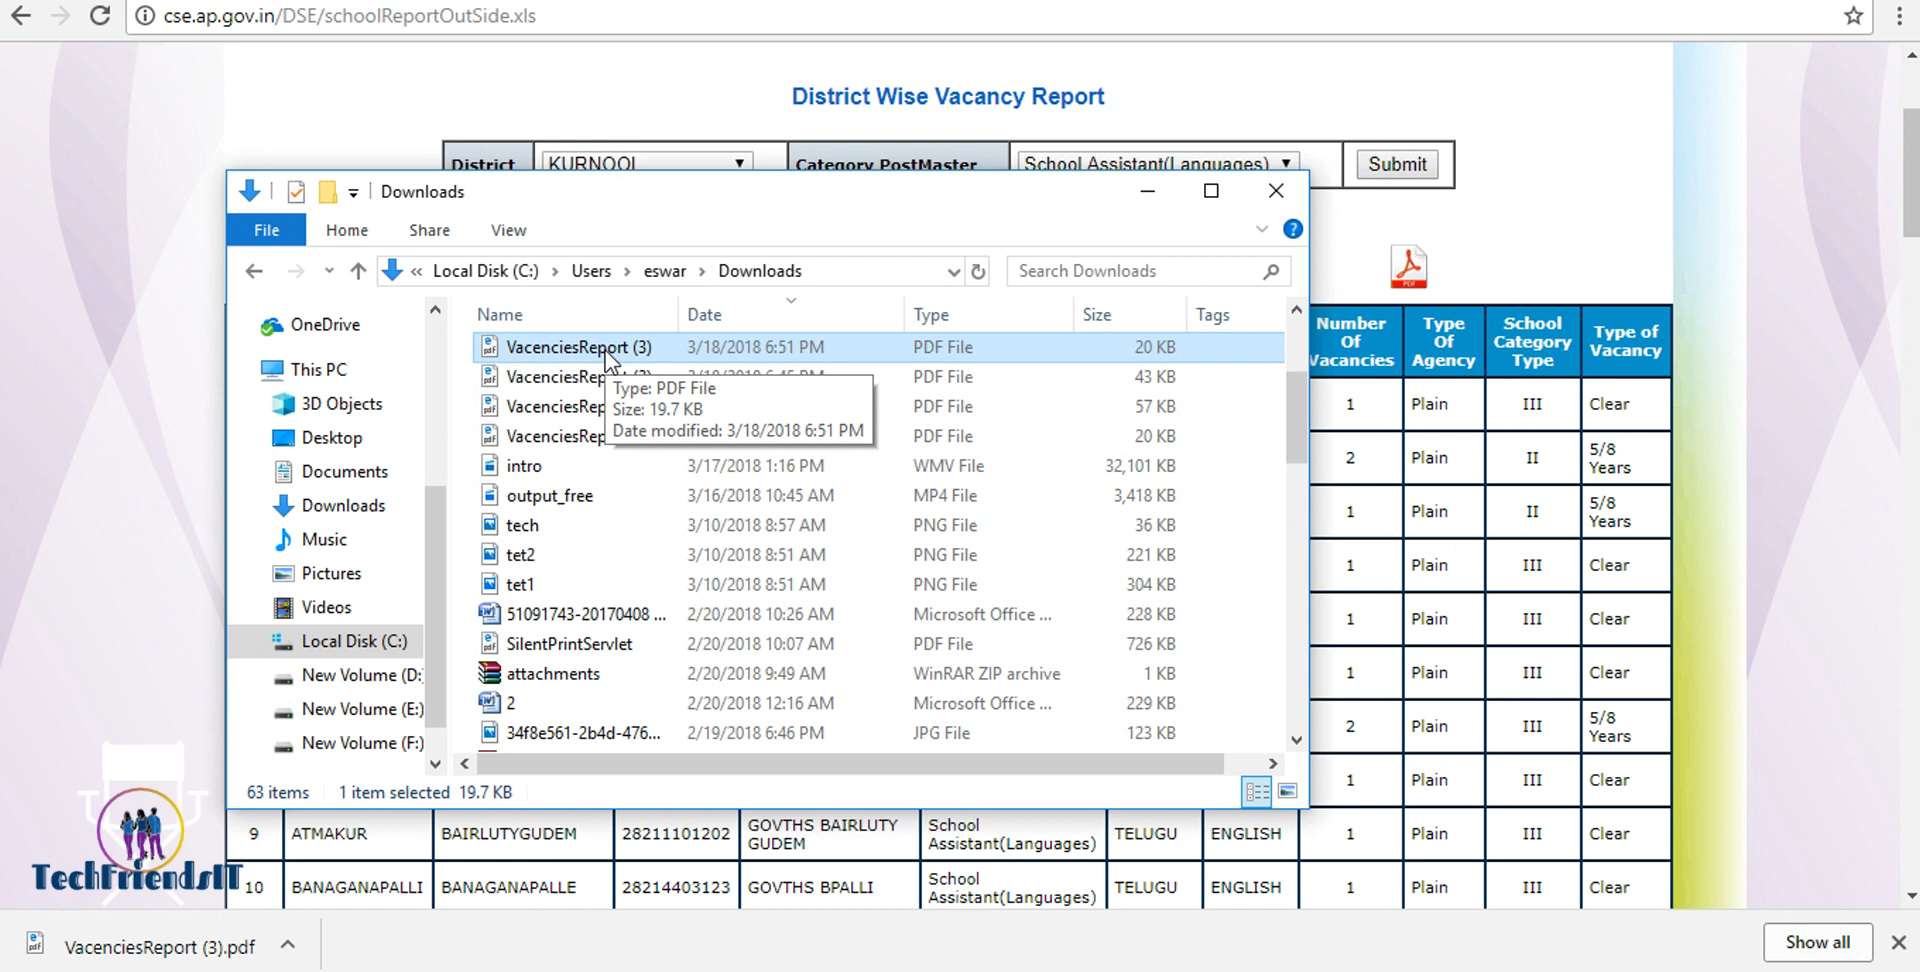 cse.ap.gov.in/DSE/schoolReportOutSide.xls
District Wise Vacancy Report
District KURNOOL Category PostMaster School Assistant(Languages) Submit
Downloads
File Home Share View
« Local Disk (C:) › Users › eswar › Downloads Search Downloads
PDF
Name Date Type Size Tags
OneDrive
This PC
3D Objects
Desktop
Documents
Downloads
Music
Pictures
Videos
Local Disk (C:)
New Volume (D:
New Volume (E:)
New Volume (F:)
VacenciesReport (3) 3/18/2018 6:51 PM PDF File 20 KB
VacenciesRep PDF File 43 KB
VacenciesRep PDF File 57 KB
VacenciesRep PDF File 20 KB
Type: PDF File
Size: 19.7 KB
Date modified: 3/18/2018 6:51 PM
intro 3/17/2018 1:16 PM WMV File 32,101 KB
output_free 3/16/2018 10:45 AM MP4 File 3,418 KB
tech 3/10/2018 8:57 AM PNG File 36 KB
tet2 3/10/2018 8:51 AM PNG File 221 KB
tet1 3/10/2018 8:51 AM PNG File 304 KB
51091743-20170408 ... 2/20/2018 10:26 AM Microsoft Office ... 228 KB
SilentPrintServlet 2/20/2018 10:07 AM PDF File 726 KB
attachments 2/20/2018 9:49 AM WinRAR ZIP archive 1 KB
2 2/20/2018 12:16 AM Microsoft Office ... 229 KB
34f8e561-2b4d-476... 2/19/2018 6:46 PM JPG File 123 KB
63 items 1 item selected 19.7 KB
Number Of Vacancies Type Of Agency School Category Type Type of Vacancy
1 Plain III Clear
2 Plain II 5/8 Years
1 Plain II 5/8 Years
1 Plain III Clear
1 Plain III Clear
1 Plain III Clear
2 Plain III 5/8 Years
1 Plain III Clear
9 ATMAKUR BAIRLUTYGUDEM 28211101202 GOVTHS BAIRLUTY GUDEM School Assistant(Languages) TELUGU ENGLISH 1 Plain III Clear
10 BANAGANAPALLI BANAGANAPALLE 28214403123 GOVTHS BPALLI School Assistant(Languages) TELUGU ENGLISH 1 Plain III Clear
TechFriendsIT
VacenciesReport (3).pdf
Show all